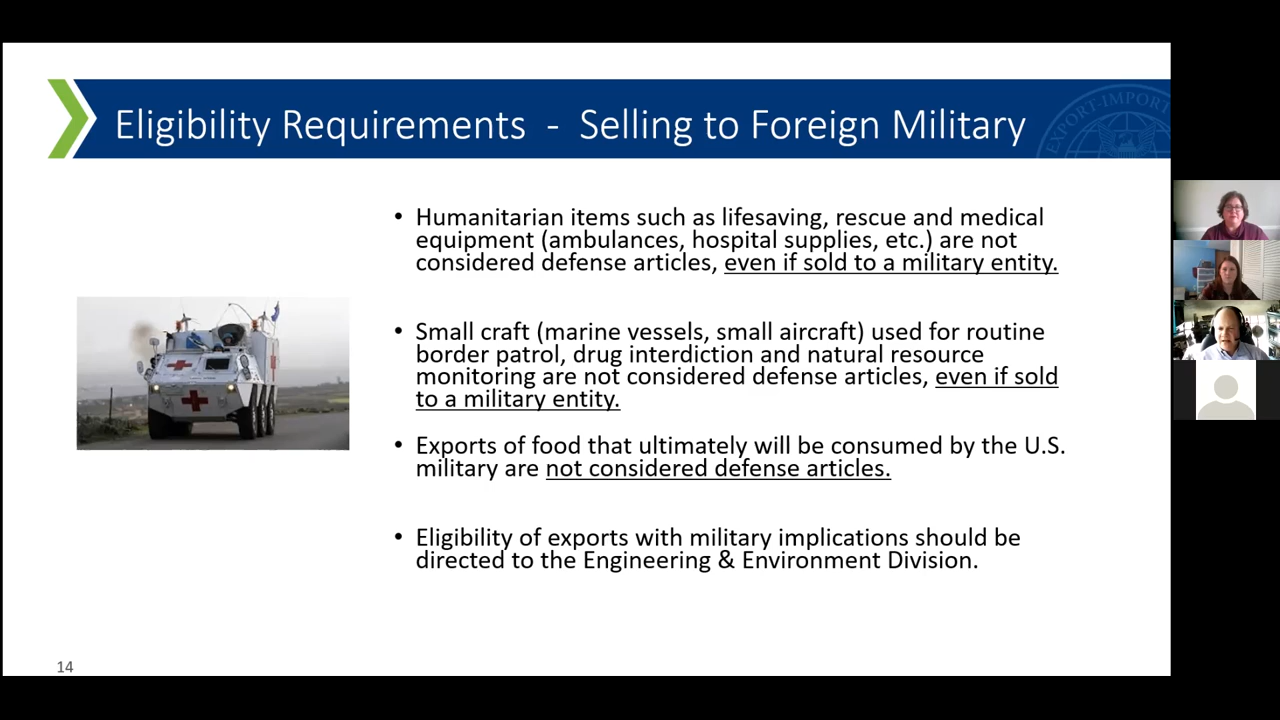 Eligibility Requirements - Selling to Foreign Military
EXPORT-IMPORT
• Humanitarian items such as lifesaving, rescue and medical
equipment (ambulances, hospital supplies, etc.) are not
considered defense articles, even if sold to a military entity.
• Small craft (marine vessels, small aircraft) used for routine
border patrol, drug interdiction and natural resource
monitoring are not considered defense articles, even if sold
to a military entity.
• Exports of food that ultimately will be consumed by the U.S.
military are not considered defense articles.
• Eligibility of exports with military implications should be
directed to the Engineering & Environment Division.
14